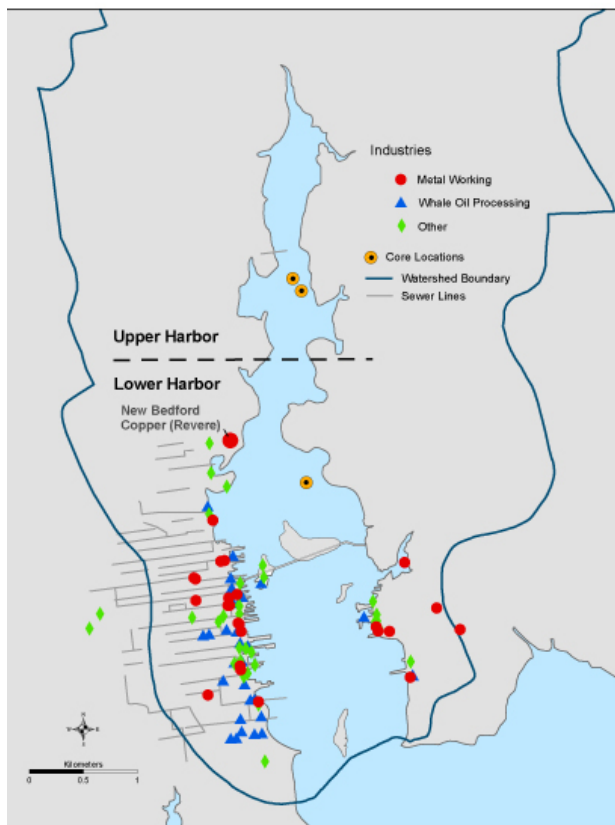 Industries
Metal Working
Whale Oil Processing
Other
Core Locations
Watershed Boundary
Sewer Lines
Upper Harbor
Lower Harbor
New Bedford
Copper (Revere)
N
W E
S
Kilometers
0 0.5 1